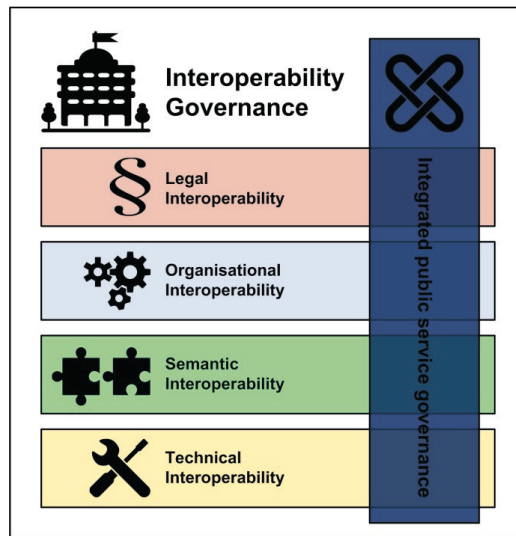 Interoperability
Governance
Legal
Interoperability
Organisational
Interoperability
Semantic
Interoperability
Technical
Interoperability
Integrated public service governance